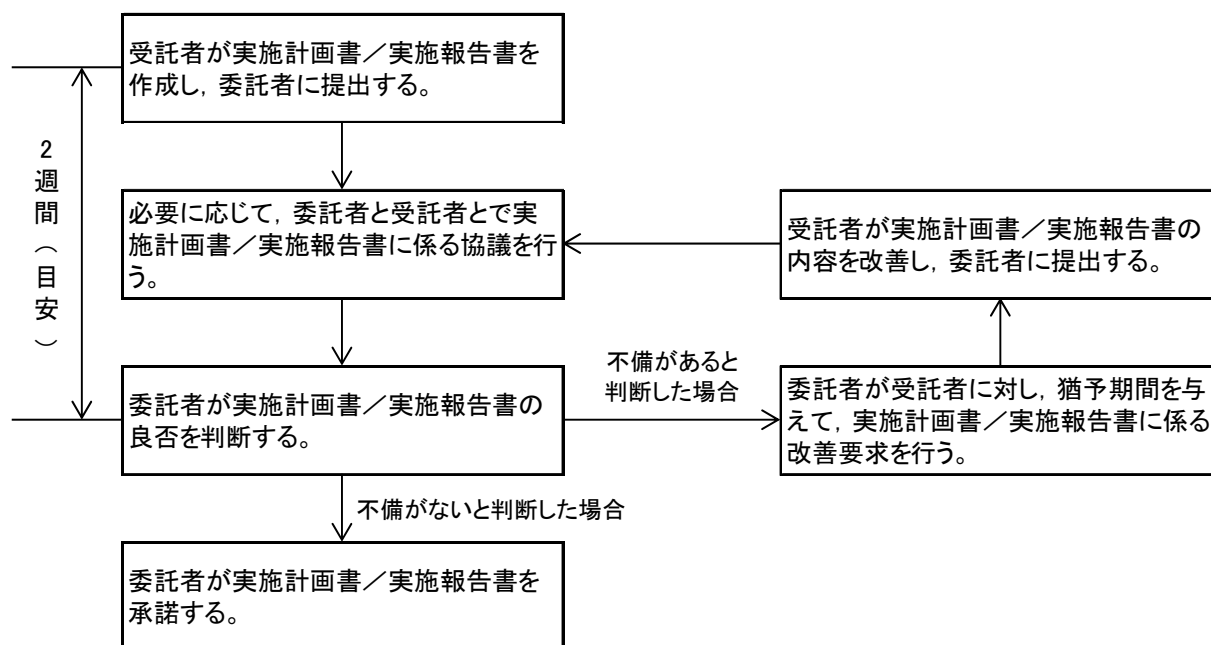 受託者が実施計画書／実施報告書を
作成し，委託者に提出する。
2週間（目安）
必要に応じて，委託者と受託者とで実
施計画書／実施報告書に係る協議を行
う。
受託者が実施計画書／実施報告書の
内容を改善し，委託者に提出する。
委託者が実施計画書／実施報告書の
良否を判断する。
不備があると
判断した場合
委託者が受託者に対し，猶予期間を与
えて，実施計画書／実施報告書に係る
改善要求を行う。
不備がないと判断した場合
委託者が実施計画書／実施報告書を
承諾する。